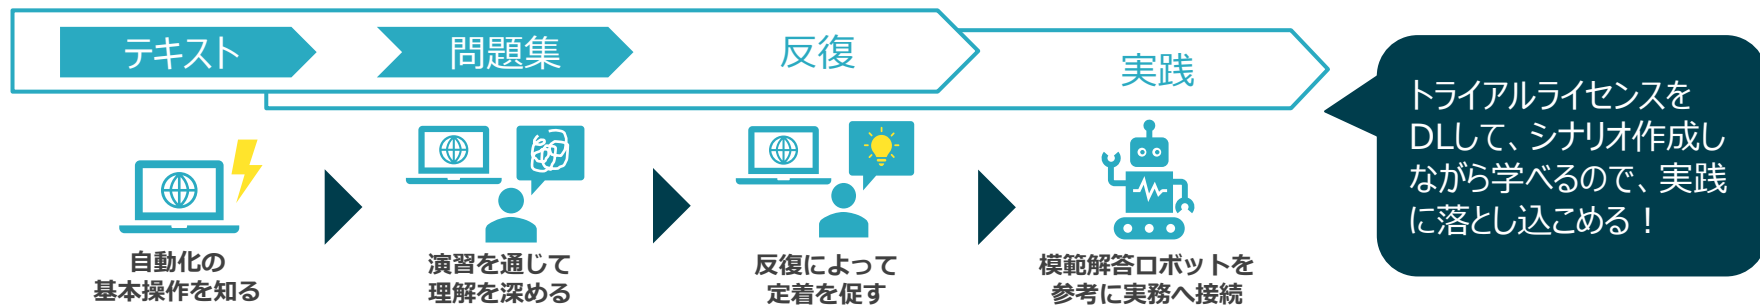 テキスト
問題集
反復
実践
自動化の
基本操作を知る
演習を通じて
理解を深める
反復によって
定着を促す
模範解答ロボットを
参考に実務へ接続
トライアルライセンスを
DLして、シナリオ作成し
ながら学べるので、実践
に落とし込こめる！